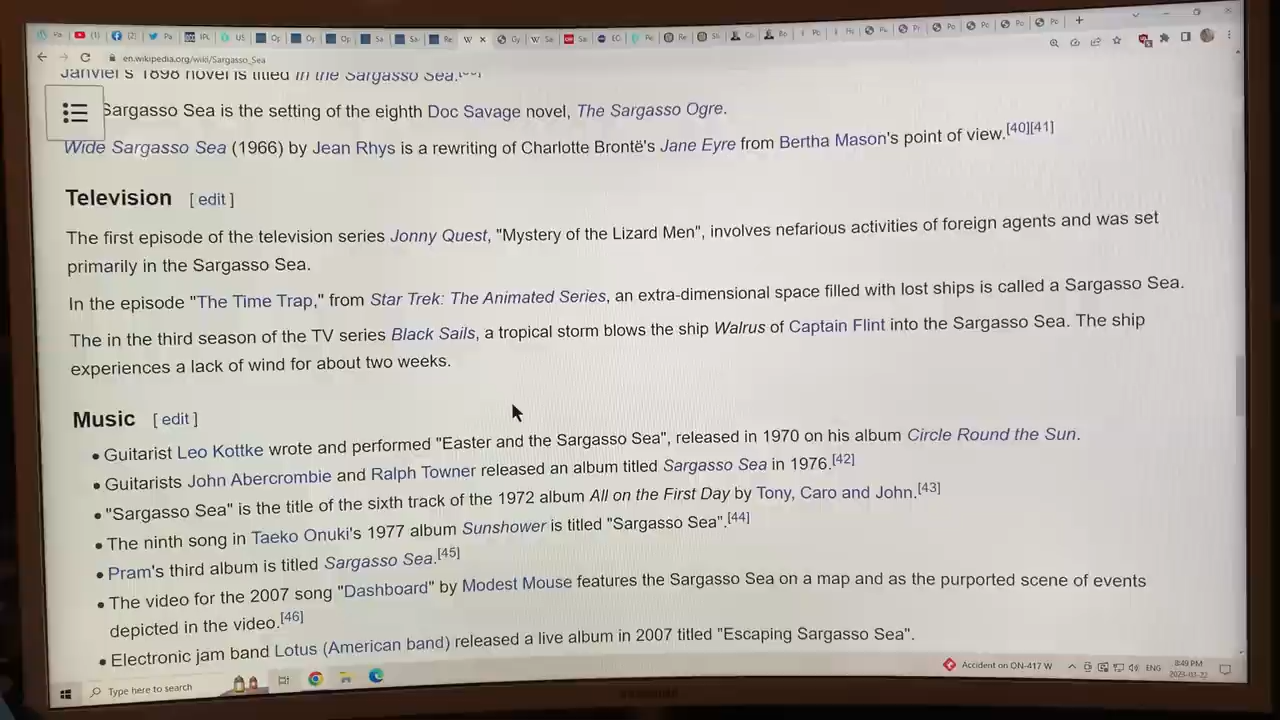 en.wikipedia.org/wiki/Sargasso_Sea
Janvier's 1898 novel is titled in the Sargasso Sea.
Sargasso Sea is the setting of the eighth Doc Savage novel, The Sargasso Ogre.
Wide Sargasso Sea (1966) by Jean Rhys is a rewriting of Charlotte Brontë's Jane Eyre from Bertha Mason's point of view.[40][41]
Television [ edit ]
The first episode of the television series Jonny Quest, "Mystery of the Lizard Men", involves nefarious activities of foreign agents and was set
primarily in the Sargasso Sea.
In the episode "The Time Trap," from Star Trek: The Animated Series, an extra-dimensional space filled with lost ships is called a Sargasso Sea.
The in the third season of the TV series Black Sails, a tropical storm blows the ship Walrus of Captain Flint into the Sargasso Sea. The ship
experiences a lack of wind for about two weeks.
Music [ edit ]
• Guitarist Leo Kottke wrote and performed "Easter and the Sargasso Sea", released in 1970 on his album Circle Round the Sun.
• Guitarists John Abercrombie and Ralph Towner released an album titled Sargasso Sea in 1976.[42]
• "Sargasso Sea" is the title of the sixth track of the 1972 album All on the First Day by Tony, Caro and John.[43]
• The ninth song in Taeko Onuki's 1977 album Sunshower is titled "Sargasso Sea".[44]
• Pram's third album is titled Sargasso Sea.[45]
• The video for the 2007 song "Dashboard" by Modest Mouse features the Sargasso Sea on a map and as the purported scene of events
depicted in the video.[46]
• Electronic jam band Lotus (American band) released a live album in 2007 titled "Escaping Sargasso Sea".
Type here to search
Accident on ON-417 W
ENG
8:49 PM
2023-03-22